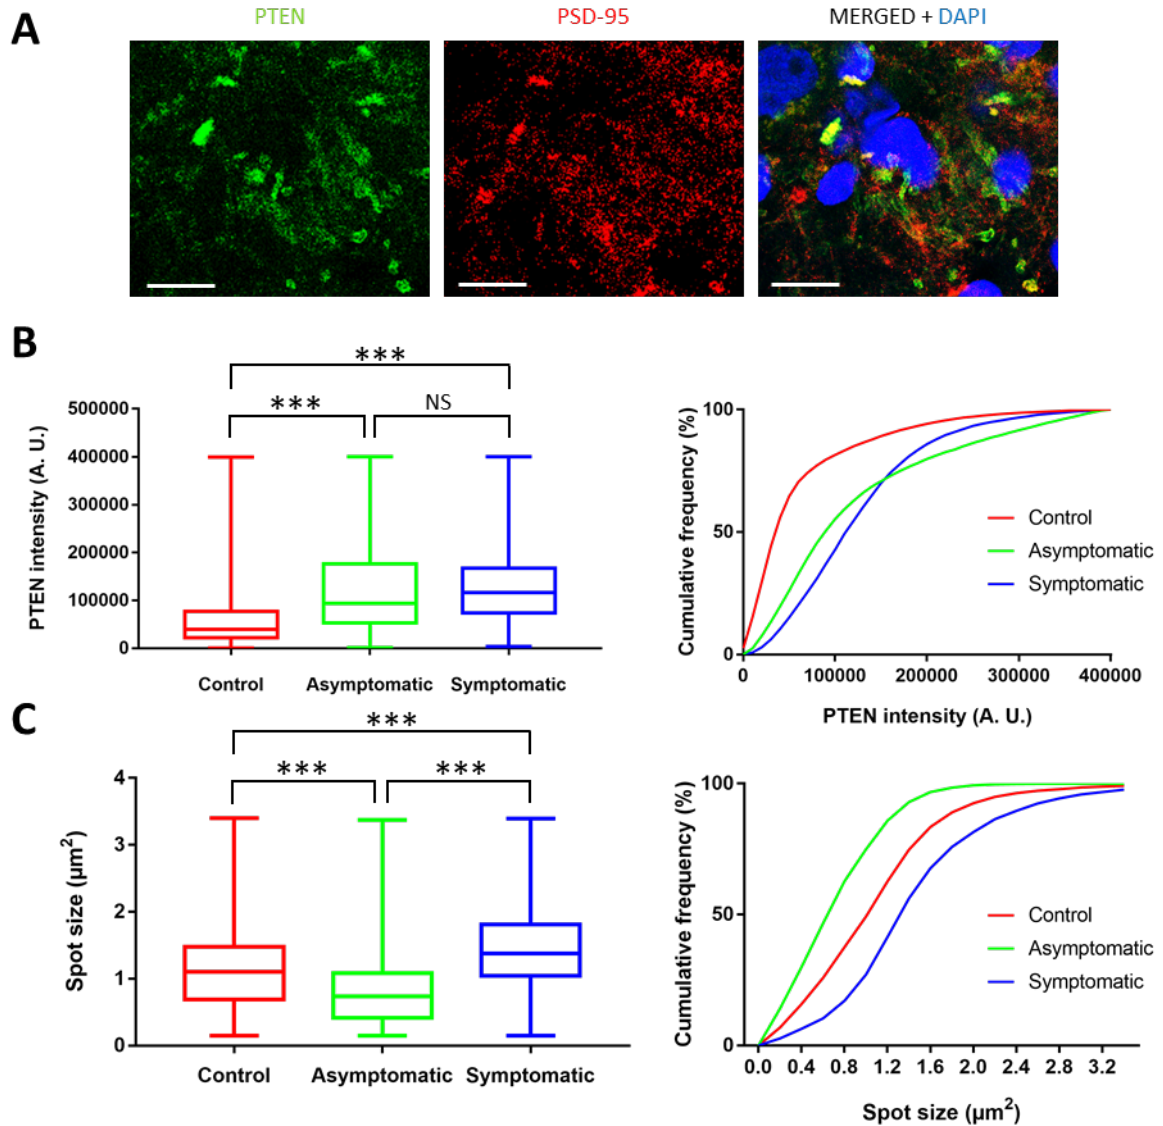 A
PTEN
PSD-95
MERGED + DAPI
B
***
***
NS
PTEN intensity (A. U.)
500000
400000
300000
200000
100000
0
Control
Asymptomatic
Symptomatic
Cumulative frequency (%)
100
50
0
Control
Asymptomatic
Symptomatic
0
100000
200000
300000
400000
PTEN intensity (A. U.)
C
***
***
***
Spot size (µm²)
4
3
2
1
0
Control
Asymptomatic
Symptomatic
Cumulative frequency (%)
100
50
0
Control
Asymptomatic
Symptomatic
0.0
0.4
0.8
1.2
1.6
2.0
2.4
2.8
3.2
Spot size (µm²)